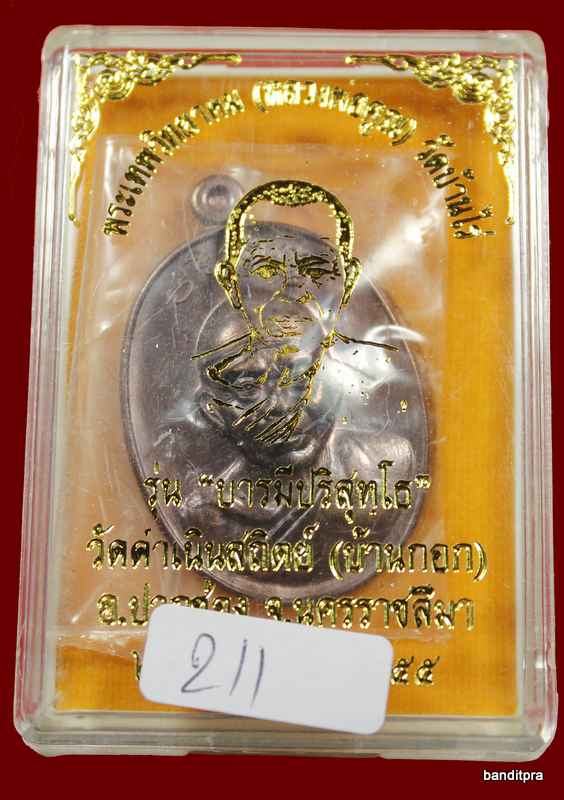 พระเทพวิทยาคม (หลวงพ่อคูณ) วัดบ้านไร่
รุ่น “บารมีปริสุทฺโธ”
วัดดำเนินสถิตย์ (บ้านกอก)
อ.ปากช่อง จ.นครราชสีมา
๕๕
211
banditpra